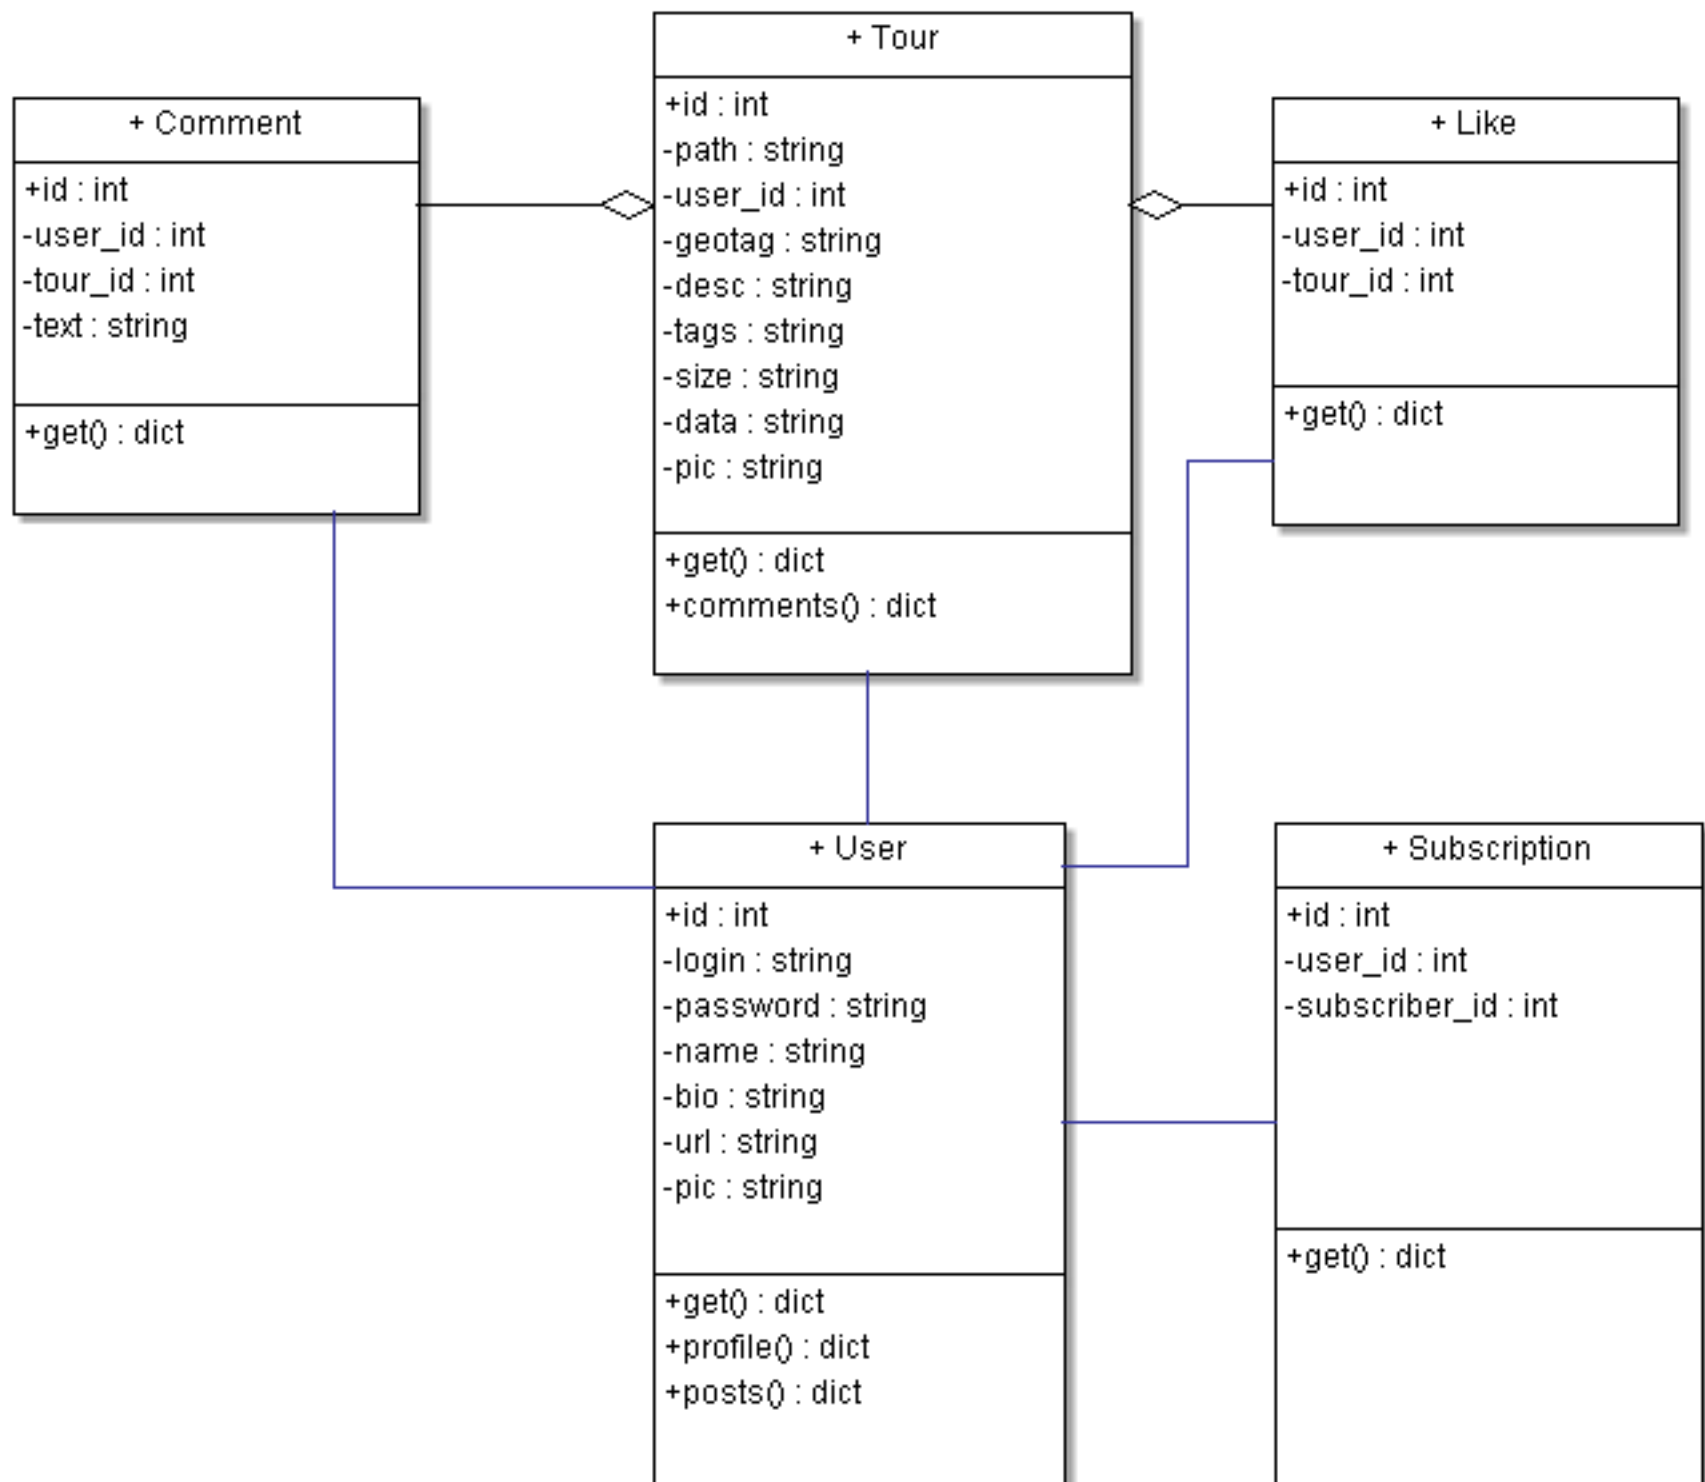 + Tour
+id : int
-path : string
-user_id : int
-geotag : string
-desc : string
-tags : string
-size : string
-data : string
-pic : string
+get() : dict
+comments() : dict
+ Comment
+id : int
-user_id : int
-tour_id : int
-text : string
+get() : dict
+ Like
+id : int
-user_id : int
-tour_id : int
+get() : dict
+ User
+id : int
-login : string
-password : string
-name : string
-bio : string
-url : string
-pic : string
+get() : dict
+profile() : dict
+posts() : dict
+ Subscription
+id : int
-user_id : int
-subscriber_id : int
+get() : dict